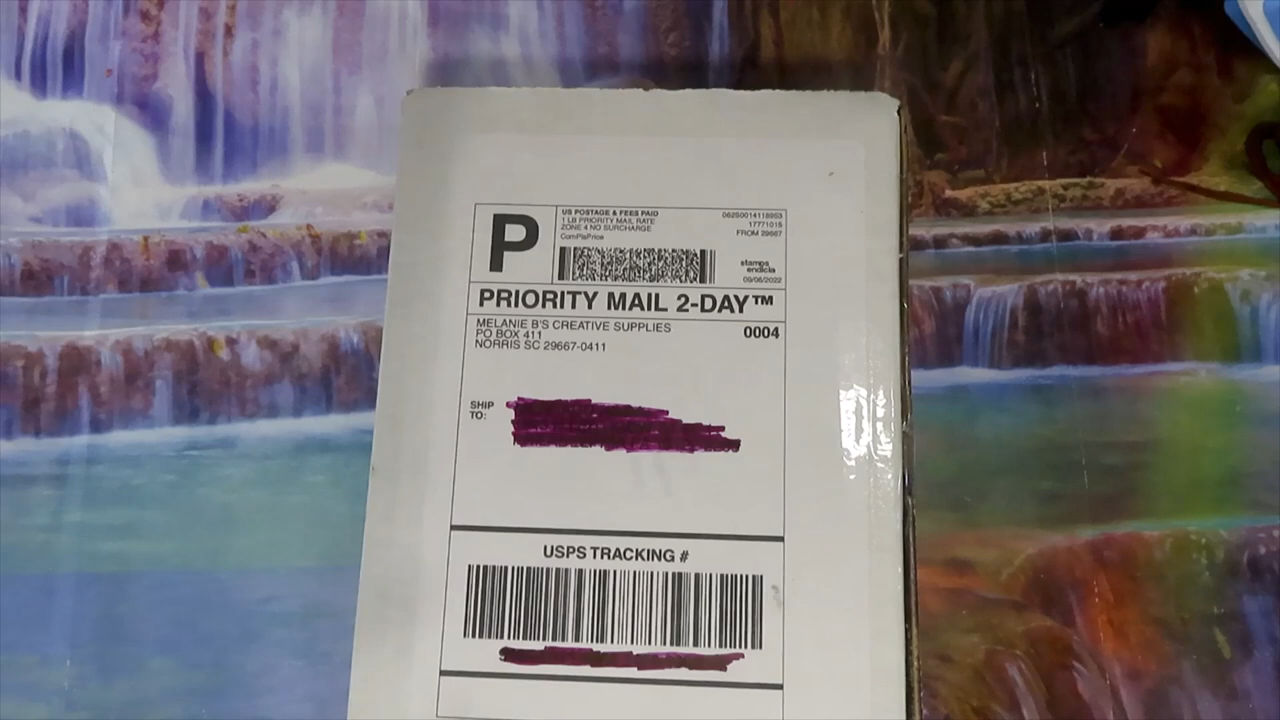 P
US POSTAGE & FEES PAID
1 LB PRIORITY MAIL RATE
ZONE 4 NO SURCHARGE
ComPlsPrice
062S0014118953
17771015
FROM 29667
stamps
endicia
09/06/2022
PRIORITY MAIL 2-DAY™
MELANIE B'S CREATIVE SUPPLIES
PO BOX 411
NORRIS SC 29667-0411
0004
SHIP
TO:
USPS TRACKING #